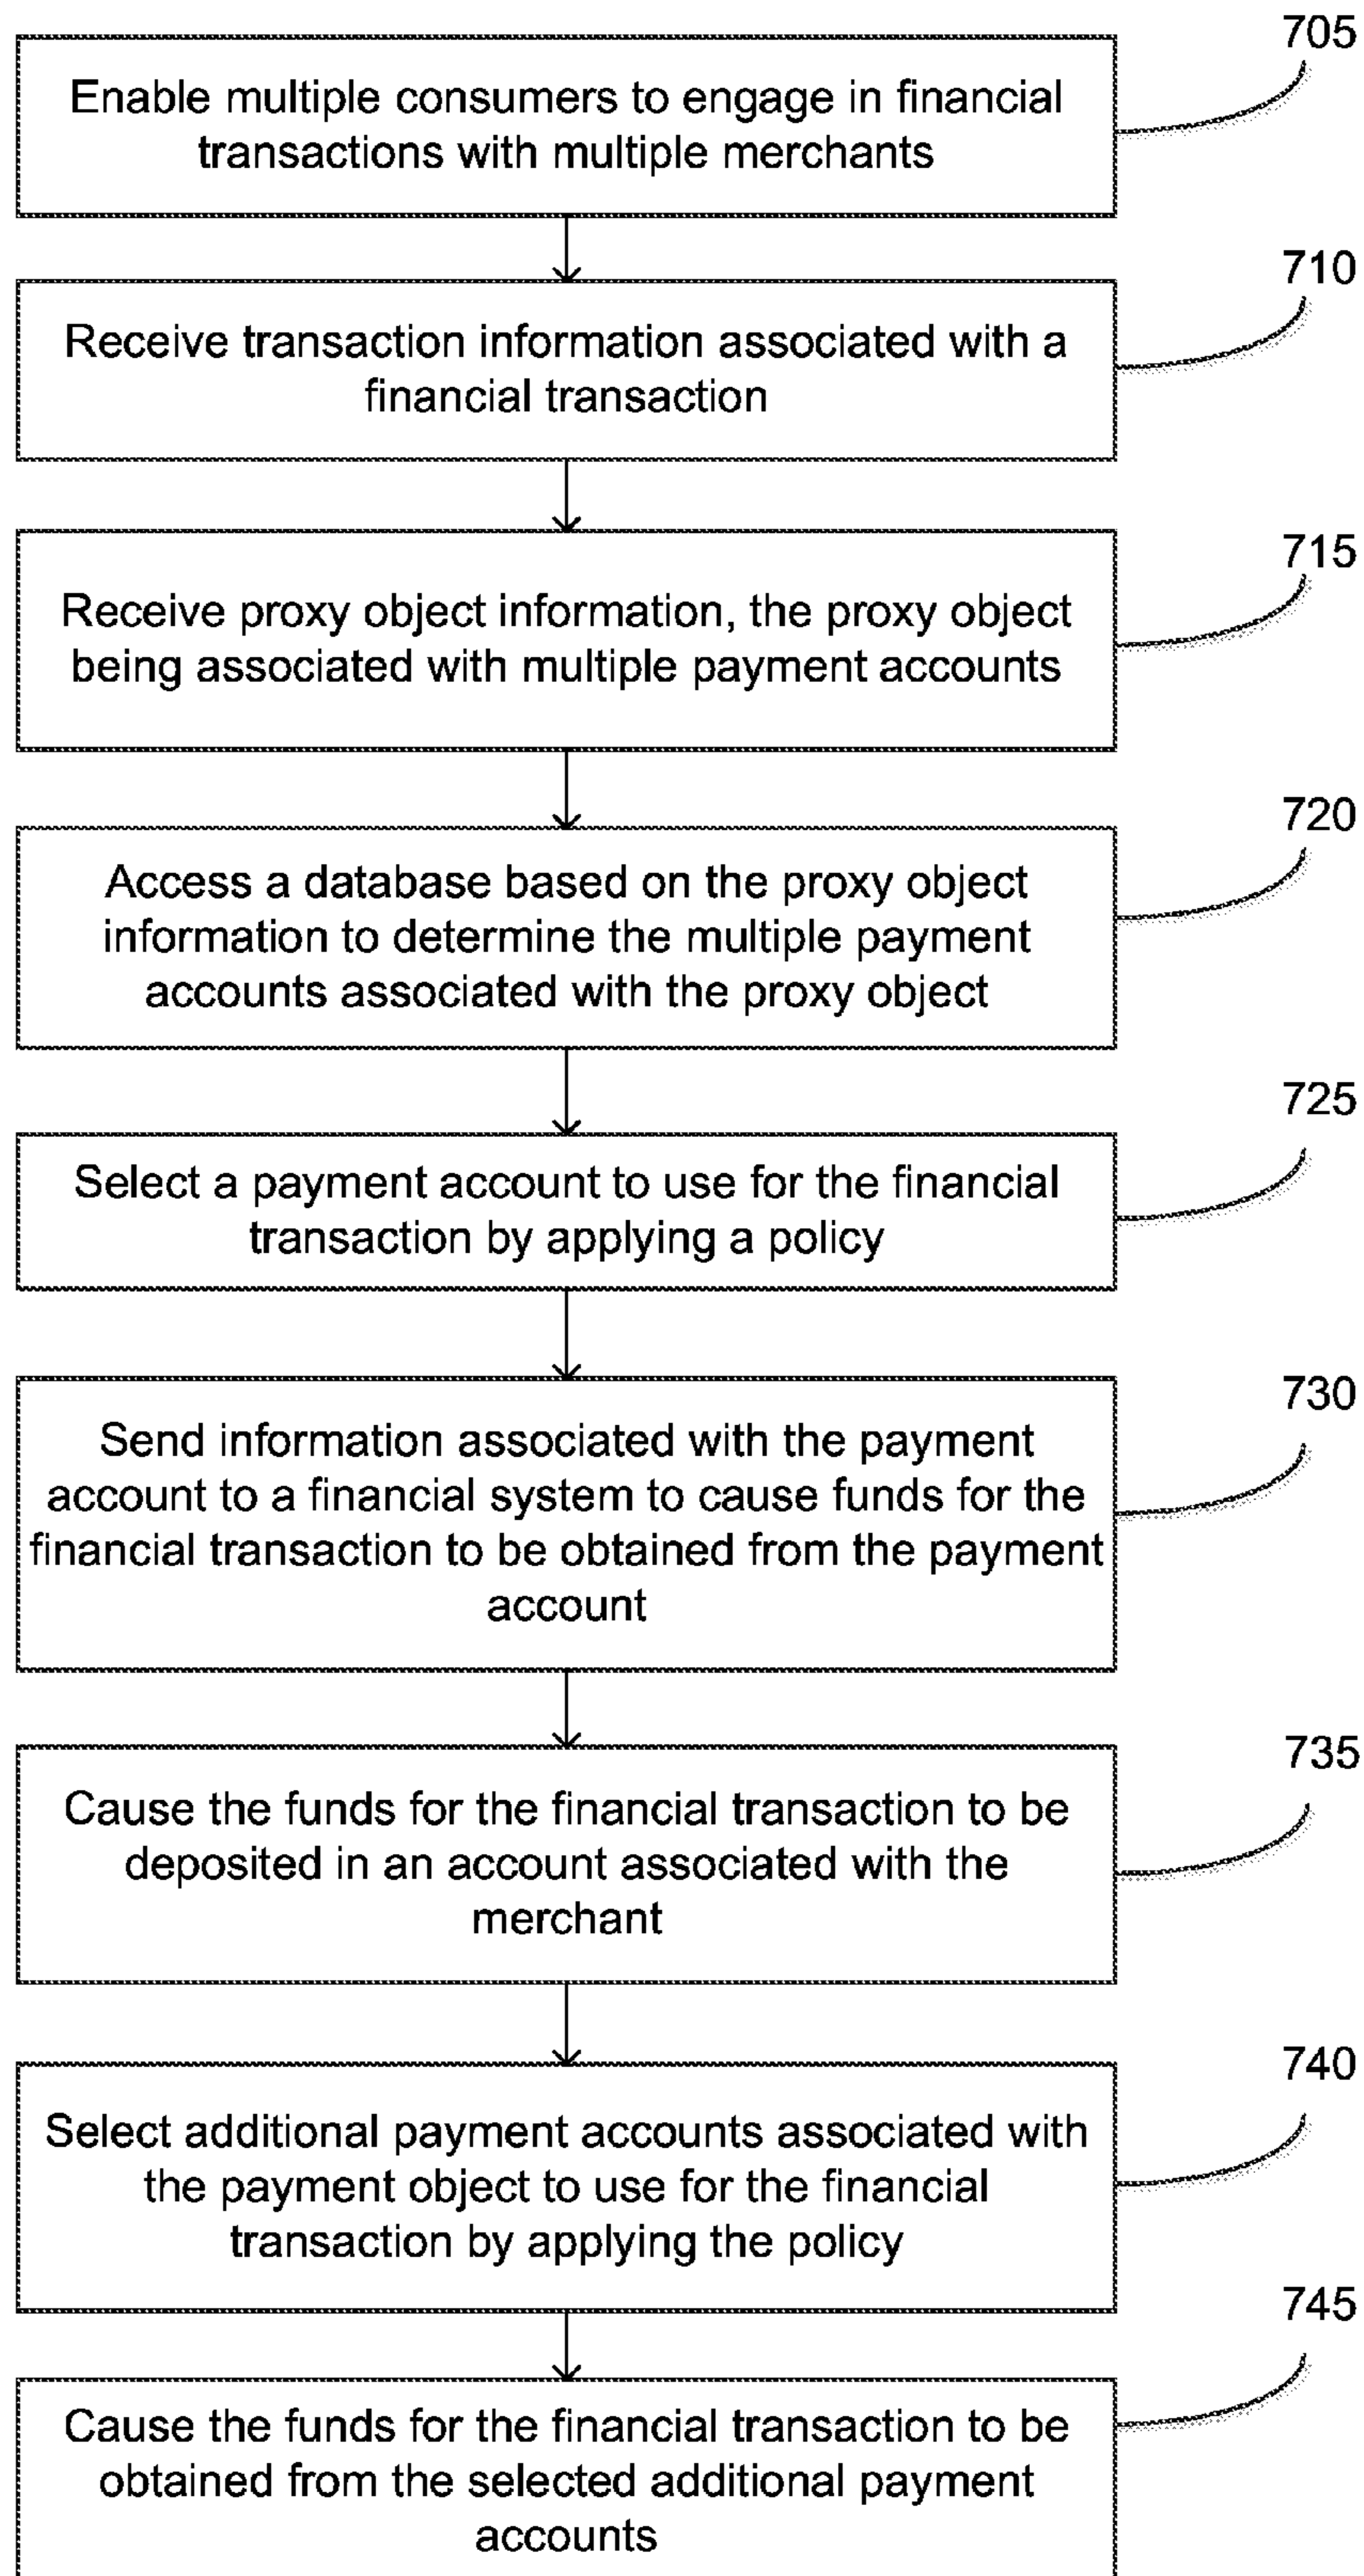 705
Enable multiple consumers to engage in financial
transactions with multiple merchants
710
Receive transaction information associated with a
financial transaction
715
Receive proxy object information, the proxy object
being associated with multiple payment accounts
720
Access a database based on the proxy object
information to determine the multiple payment
accounts associated with the proxy object
725
Select a payment account to use for the financial
transaction by applying a policy
730
Send information associated with the payment
account to a financial system to cause funds for the
financial transaction to be obtained from the payment
account
735
Cause the funds for the financial transaction to be
deposited in an account associated with the
merchant
740
Select additional payment accounts associated with
the payment object to use for the financial
transaction by applying the policy
745
Cause the funds for the financial transaction to be
obtained from the selected additional payment
accounts